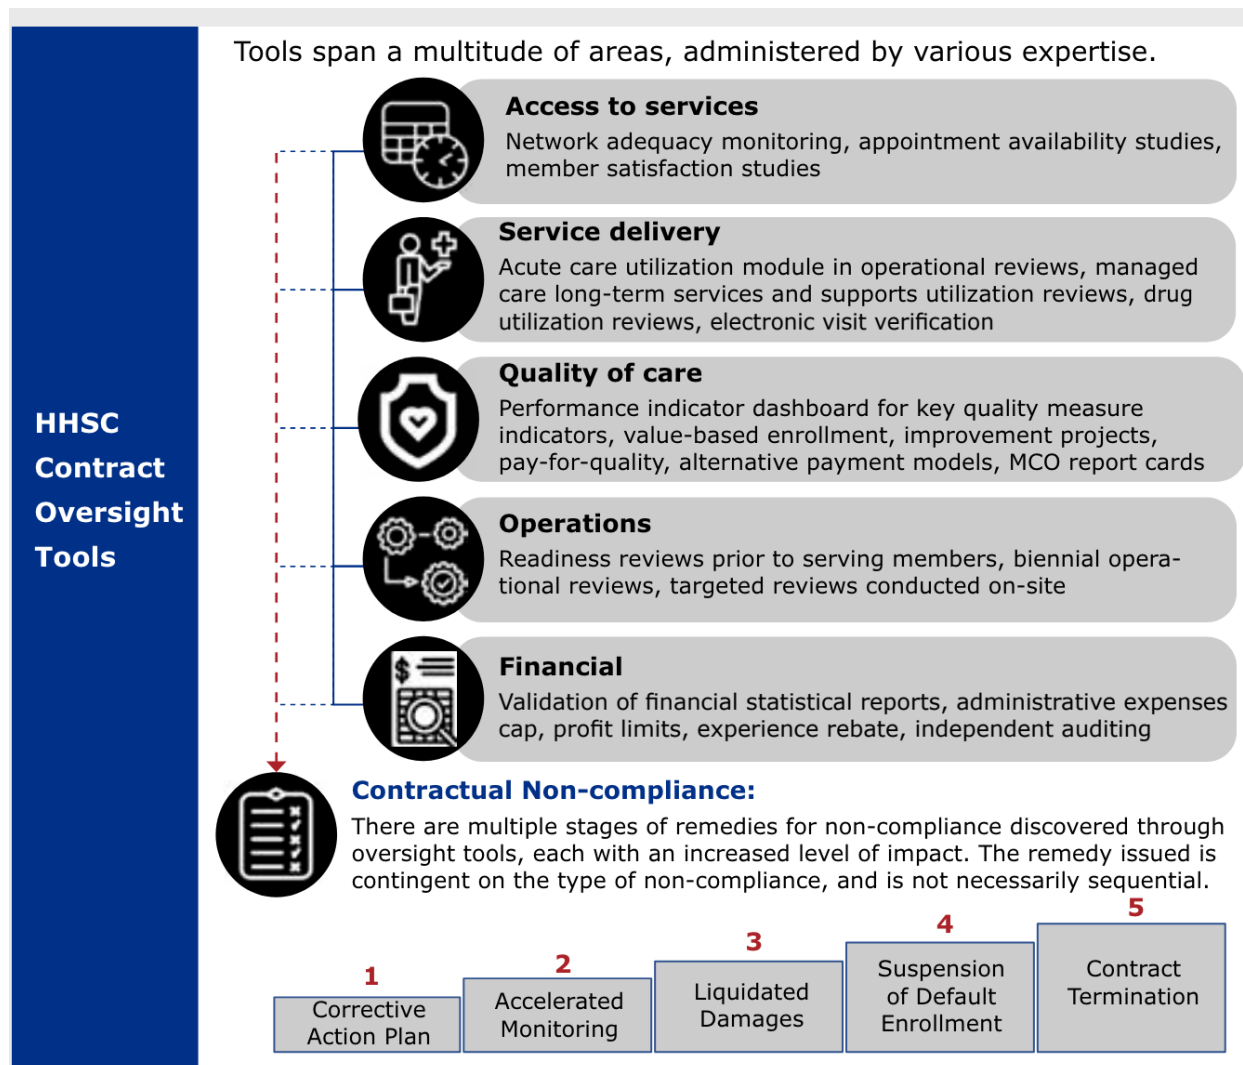 Tools span a multitude of areas, administered by various expertise.
HHSC
Contract
Oversight
Tools
Access to services
Network adequacy monitoring, appointment availability studies,
member satisfaction studies
Service delivery
Acute care utilization module in operational reviews, managed
care long-term services and supports utilization reviews, drug
utilization reviews, electronic visit verification
Quality of care
Performance indicator dashboard for key quality measure
indicators, value-based enrollment, improvement projects,
pay-for-quality, alternative payment models, MCO report cards
Operations
Readiness reviews prior to serving members, biennial opera-
tional reviews, targeted reviews conducted on-site
$
Financial
Validation of financial statistical reports, administrative expenses
cap, profit limits, experience rebate, independent auditing
Contractual Non-compliance:
There are multiple stages of remedies for non-compliance discovered through
oversight tools, each with an increased level of impact. The remedy issued is
contingent on the type of non-compliance, and is not necessarily sequential.
1
Corrective
Action Plan
2
Accelerated
Monitoring
3
Liquidated
Damages
4
Suspension
of Default
Enrollment
5
Contract
Termination